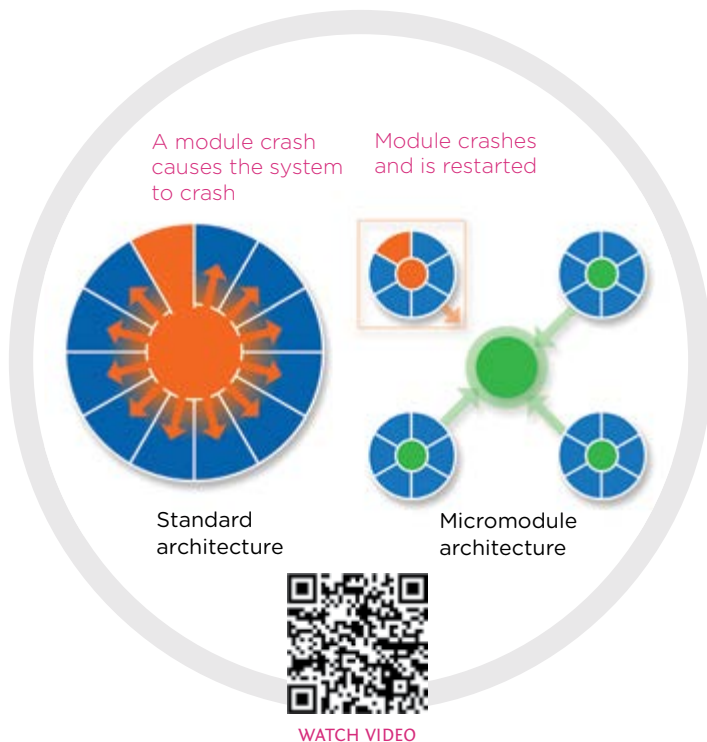 A module crash
causes the system
to crash
Module crashes
and is restarted
Standard
architecture
Micromodule
architecture
WATCH VIDEO